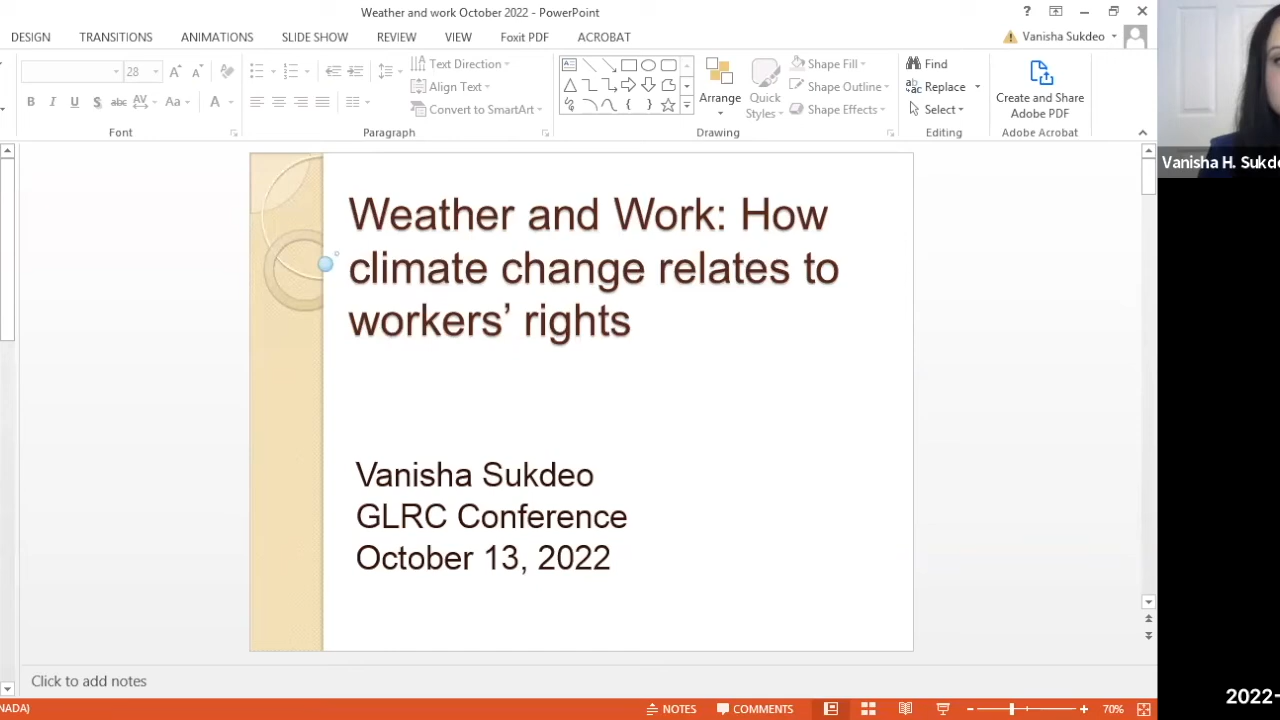 Weather and work October 2022 - PowerPoint
?
DESIGN TRANSITIONS ANIMATIONS SLIDE SHOW REVIEW VIEW Foxit PDF ACROBAT
Vanisha Sukdeo
28 A A
Text Direction
Align Text
Convert to SmartArt
B I U S abc AV Aa A
Arrange
Quick
Styles
Shape Fill
Shape Outline
Shape Effects
Find
Replace
Select
Create and Share
Adobe PDF
Font Paragraph Drawing Editing Adobe Acrobat
Vanisha H. Sukde
Weather and Work: How
climate change relates to
workers’ rights
Vanisha Sukdeo
GLRC Conference
October 13, 2022
Click to add notes
NADA) NOTES COMMENTS 70%
2022-